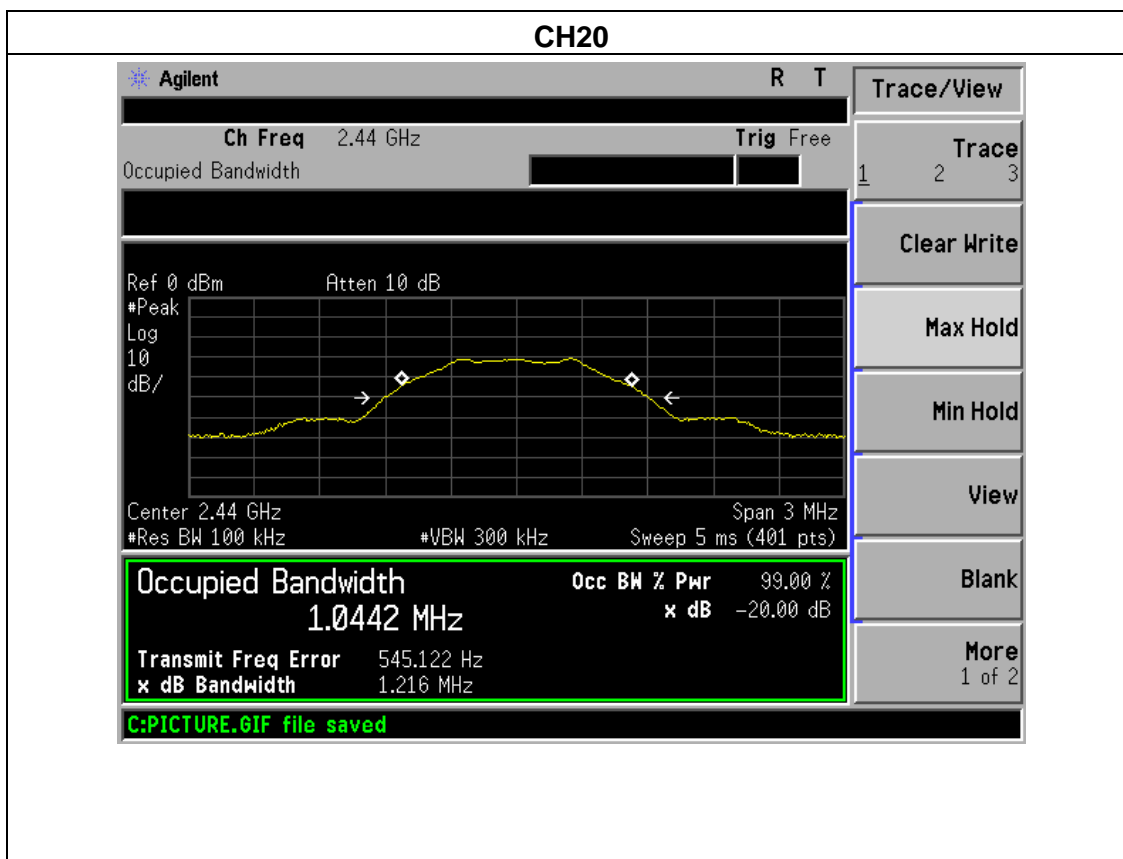 CH20
Agilent R T
Trace/View
Ch Freq 2.44 GHz Trig Free
Occupied Bandwidth
Trace
1 2 3
Clear Write
Ref 0 dBm Atten 10 dB
#Peak
Log
10
dB/
Max Hold
Min Hold
View
Center 2.44 GHz Span 3 MHz
#Res BW 100 kHz #VBW 300 kHz Sweep 5 ms (401 pts)
Occupied Bandwidth Occ BW % Pwr 99.00 %
1.0442 MHz x dB -20.00 dB
Blank
Transmit Freq Error 545.122 Hz
x dB Bandwidth 1.216 MHz
More
1 of 2
C:PICTURE.GIF file saved